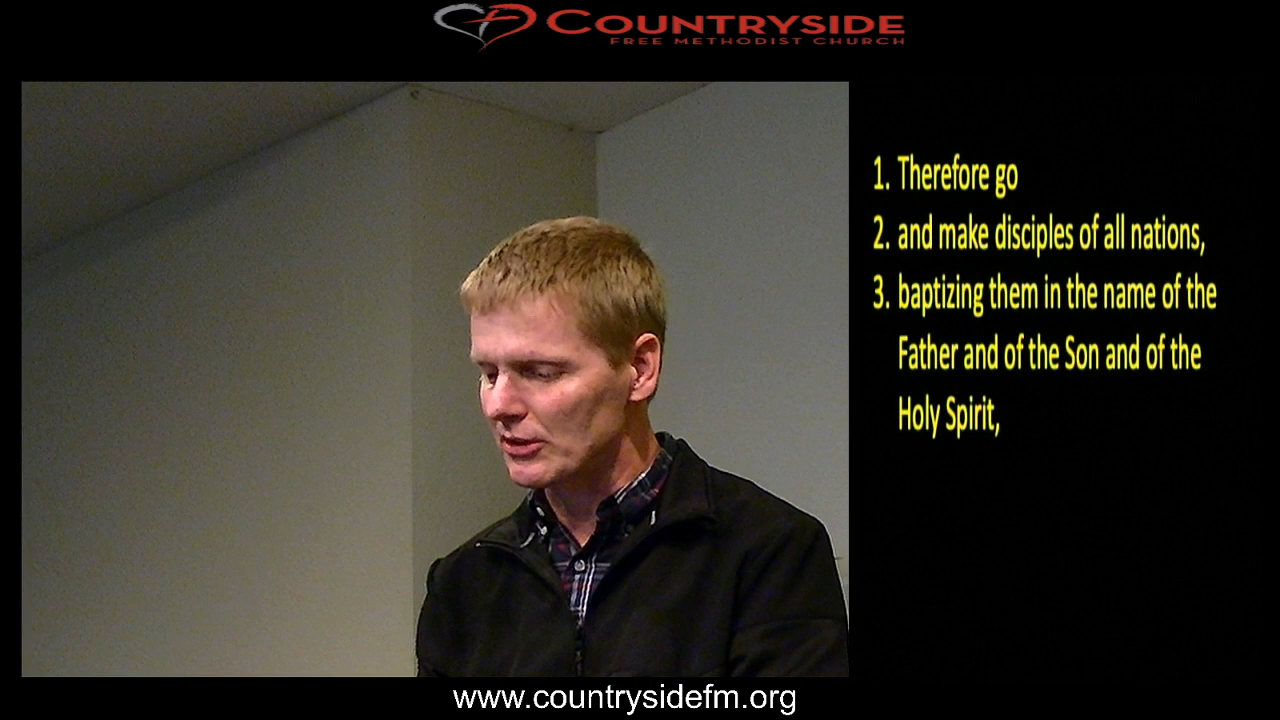 COUNTRYSIDE
FREE METHODIST CHURCH
1. Therefore go
2. and make disciples of all nations,
3. baptizing them in the name of the
Father and of the Son and of the
Holy Spirit,
www.countrysidefm.org